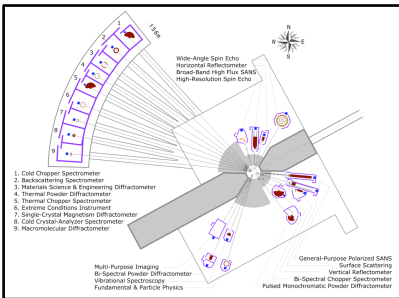 1
156m
2
3
4
5
6
7
8
9
N
W
E
S
Wide-Angle Spin Echo
Horizontal Reflectometer
Broad-Band High Flux SANS
High-Resolution Spin Echo
1. Cold Chopper Spectrometer
2. Backscattering Spectrometer
3. Materials Science & Engineering Diffractometer
4. Thermal Powder Diffractometer
5. Thermal Chopper Spectrometer
6. Extreme Conditions Instrument
7. Single-Crystal Magnetism Diffractometer
8. Cold Crystal-Analyzer Spectrometer
9. Macromolecular Diffractometer
Multi-Purpose Imaging
Bi-Spectral Powder Diffractometer
Vibrational Spectroscopy
Fundamental & Particle Physics
General-Purpose Polarized SANS
Surface Scattering
Vertical Reflectometer
Bi-Spectral Chopper Spectrometer
Pulsed Monochromatic Powder Diffractometer